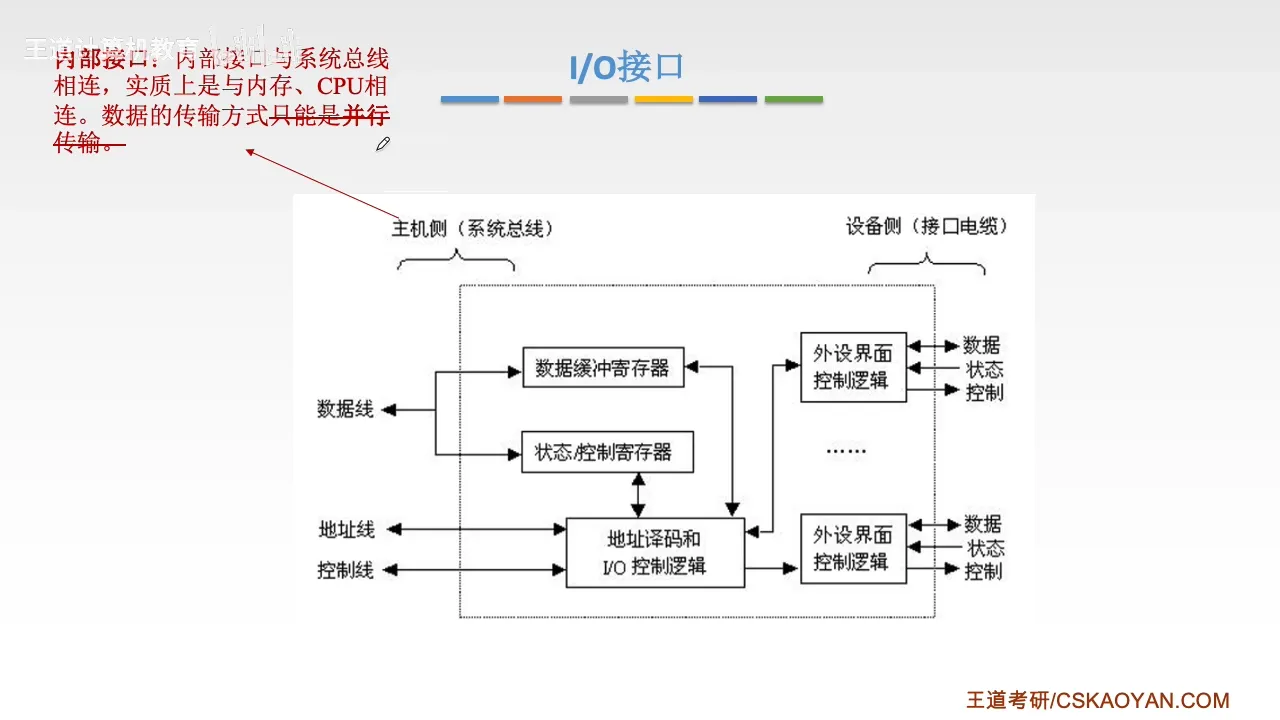 王道计算机教育
内部接口：内部接口与系统总线
相连，实质上是与内存、CPU相
连。数据的传输方式只能是并行
传输。
I/O接口
主机侧（系统总线）
设备侧（接口电缆）
数据缓冲寄存器
状态/控制寄存器
数据线
地址线
控制线
地址译码和
I/O 控制逻辑
外设界面
控制逻辑
数据
状态
控制
……
外设界面
控制逻辑
数据
状态
控制
王道考研/CSKAOYAN.COM